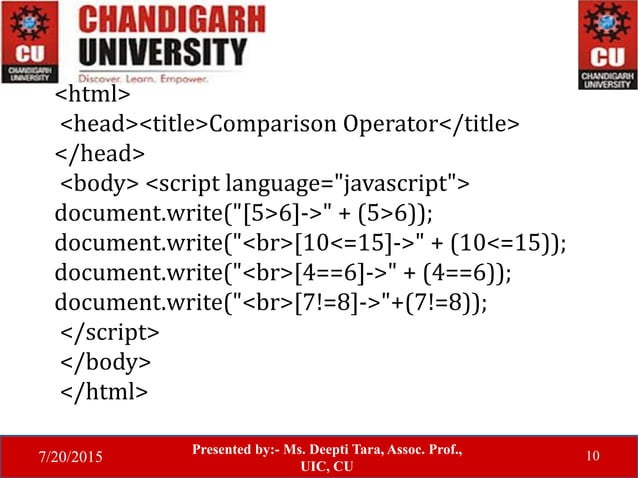 CU
CHANDIGARH
UNIVERSITY
CHANDIGARH
UNIVERSITY
Discover. Learn. Empower.
CU
CHANDIGARH
UNIVERSITY
<html>
<head><title>Comparison Operator</title>
</head>
<body> <script language="javascript">
document.write("[5>6]->" + (5>6));
document.write("<br>[10<=15]->" + (10<=15));
document.write("<br>[4==6]->" + (4==6));
document.write("<br>[7!=8]->"+(7!=8));
</script>
</body>
</html>
7/20/2015
Presented by:- Ms. Deepti Tara, Assoc. Prof.,
UIC, CU
10